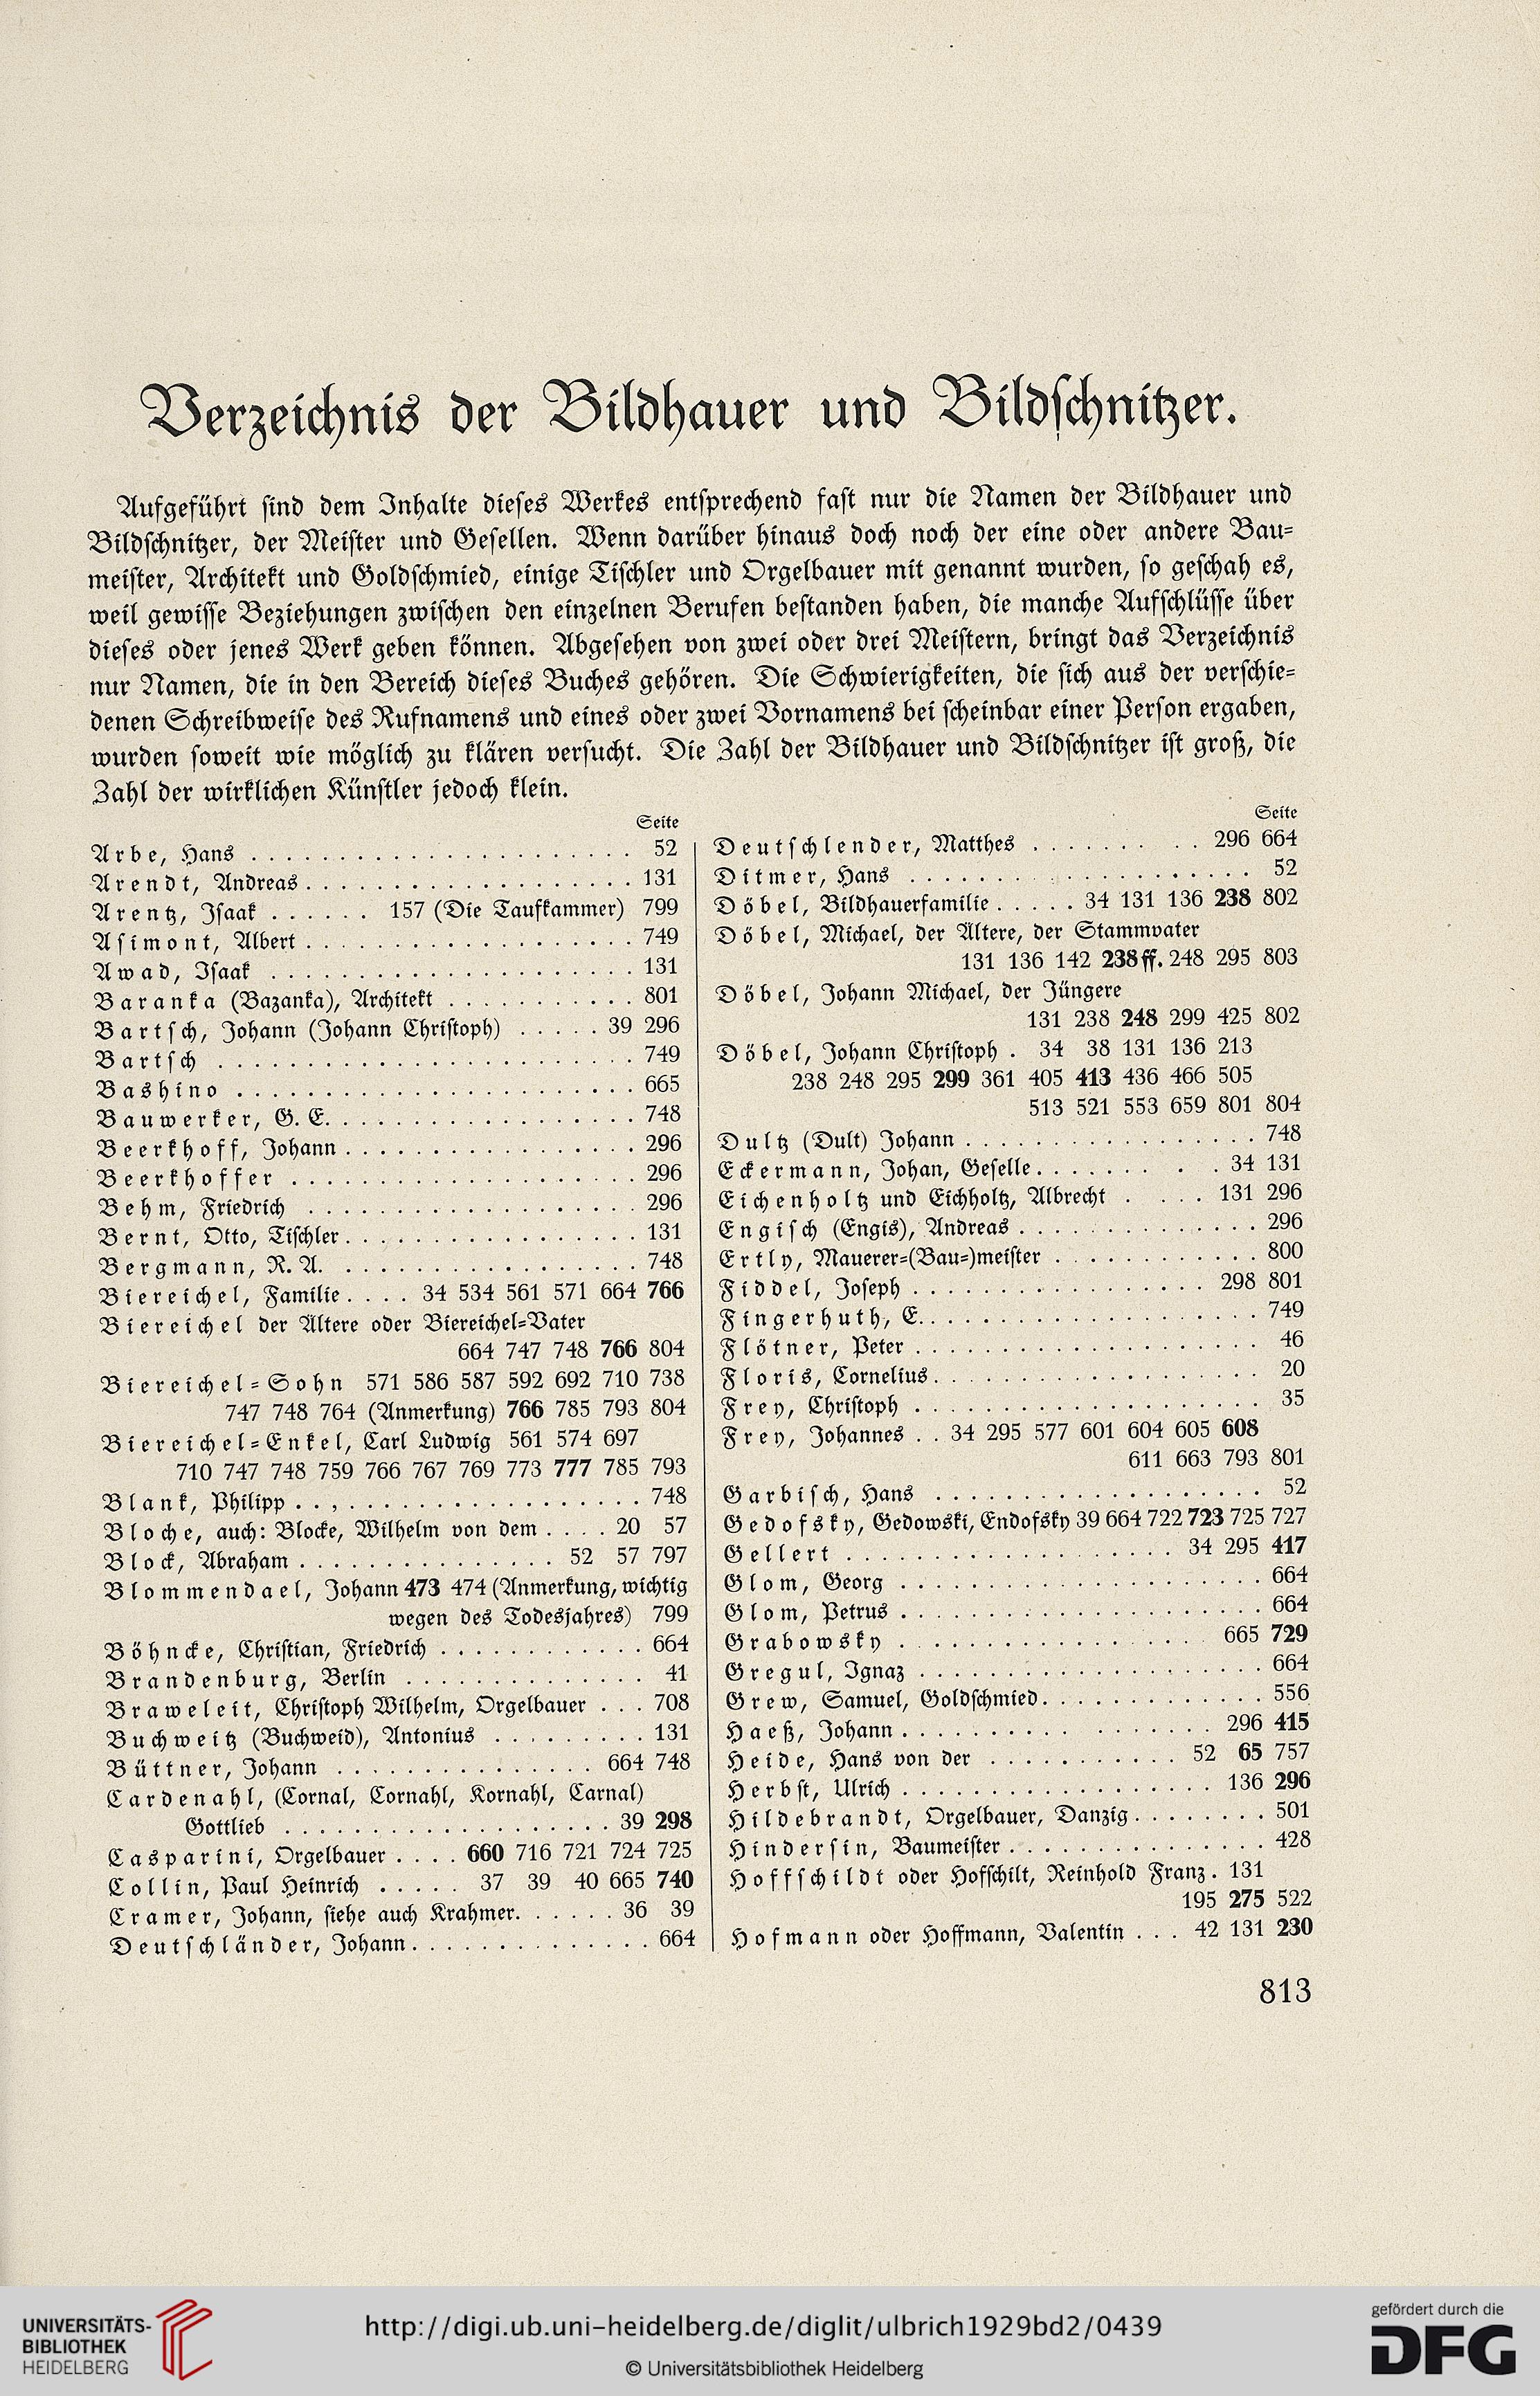 Verzeichnis der Bildhauer und Bildschnitzer.
Aufgeführt sind dem Inhalte dieses Werkes entsprechend fast nur die Namen der Bildhauer und
Bildschnitzer, der Meister und Gesellen. Wenn darüber hinaus doch noch der eine oder andere Bau-
meister, Architekt und Goldschmied, einige Tischler und Orgelbauer mit genannt wurden, so geschah es,
weil gewisse Beziehungen zwischen den einzelnen Berufen bestanden haben, die manche Aufschlüsse über
dieses oder jenes Werk geben können. Abgesehen von zwei oder drei Meistern, bringt das Verzeichnis
nur Namen, die in den Bereich dieses Buches gehören. Die Schwierigkeiten, die sich aus der verschie-
denen Schreibweise des Rufnamens und eines oder zwei Vornamens bei scheinbar einer Person ergaben,
wurden soweit wie möglich zu klären versucht. Die Zahl der Bildhauer und Bildschnitzer ist groß, die
Zahl der wirklichen Künstler jedoch klein.
Seite
Arbe, Hans . . . . . 52
Arendt, Andreas . . . . . 131
Arentz, Isaak . . . . . . 157 (Die Taufkammer) 799
Asimont, Albert . . . . . 749
Awad, Isaak . . . . . 131
Baranka (Bazanka), Architekt . . . . . 801
Bartsch, Johann (Johann Christoph) . . . . . 39 296
Bartsch . . . . . 749
Bashino . . . . . 665
Bauwerker, G. E. . . . . . 748
Beerkhoff, Johann . . . . . 296
Beerkhoffer . . . . . 296
Behm, Friedrich . . . . . 296
Bernt, Otto, Tischler . . . . . 131
Bergmann, R. A. . . . . . 748
Biereichel, Familie . . . . 34 534 561 571 664 766
Biereichel der Ältere oder Biereichel-Vater
664 747 748 766 804
Biereichel-Sohn 571 586 587 592 692 710 738
747 748 764 (Anmerkung) 766 785 793 804
Biereichel-Enkel, Carl Ludwig 561 574 697
710 747 748 759 766 767 769 773 777 785 793
Blank, Philipp . . . . . 748
Bloche, auch: Blocke, Wilhelm von dem . . . . 20 57
Block, Abraham . . . . . 52 57 797
Blommendael, Johann 473 474 (Anmerkung, wichtig
wegen des Todesjahres) 799
Böhncke, Christian, Friedrich . . . . . 664
Brandenburg, Berlin . . . . . 41
Braweleit, Christoph Wilhelm, Orgelbauer . . . 708
Buchweitz (Buchweid), Antonius . . . . . 131
Büttner, Johann . . . . . 664 748
Cardenahl, (Cornal, Cornahl, Kornahl, Carnal)
Gottlieb . . . . . 39 298
Casparini, Orgelbauer . . . . 660 716 721 724 725
Collin, Paul Heinrich . . . . . 37 39 40 665 740
Cramer, Johann, siehe auch Krahmer. . . . . . 36 39
Deutschländer, Johann . . . . . 664
Seite
Deutschlender, Matthes . . . . . 296 664
Ditmer, Hans . . . . . 52
Döbel, Bildhauerfamilie . . . . . 34 131 136 238 802
Döbel, Michael, der Ältere, der Stammvater
131 136 142 238 ff. 248 295 803
Döbel, Johann Michael, der Jüngere
131 238 248 299 425 802
Döbel, Johann Christoph . 34 38 131 136 213
238 248 295 299 361 405 413 436 466 505
513 521 553 659 801 804
Dultz (Dult) Johann . . . . . 748
Eckermann, Johan, Geselle . . . . . 34 131
Eichenholtz und Eichholtz, Albrecht . . . . 131 296
Engisch (Engis), Andreas . . . . . 296
Ertly, Mauerer-(Bau-)meister . . . . . 800
Fiddel, Joseph . . . . . 298 801
Fingerhuth, E. . . . . . 749
Flötner, Peter . . . . . 46
Floris, Cornelius . . . . . 20
Frey, Christoph . . . . . 35
Frey, Johannes . . 34 295 577 601 604 605 608
611 663 793 801
Garbisch, Hans . . . . . 52
Gedofsky, Gedowski, Endofsky 39 664 722 723 725 727
Gellert . . . . . 34 295 417
Glom, Georg . . . . . 664
Glom, Petrus . . . . . 664
Grabowsky . . . . . 665 729
Gregul, Ignaz . . . . . 664
Grew, Samuel, Goldschmied . . . . . 556
Haeß, Johann . . . . . 296 415
Heide, Hans von der . . . . . 52 65 757
Herbst, Ulrich . . . . . 136 296
Hildebrandt, Orgelbauer, Danzig . . . . . 501
Hindersin, Baumeister . . . . . 428
Hoffschildt oder Hofschilt, Reinhold Franz . 131
195 275 522
Hofmann oder Hoffmann, Valentin . . . 42 131 230
813
UNIVERSITÄTS-
BIBLIOTHEK
HEIDELBERG
http://digi.ub.uni-heidelberg.de/diglit/ulbrich1929bd2/0439
© Universitätsbibliothek Heidelberg
gefördert durch die
DFG